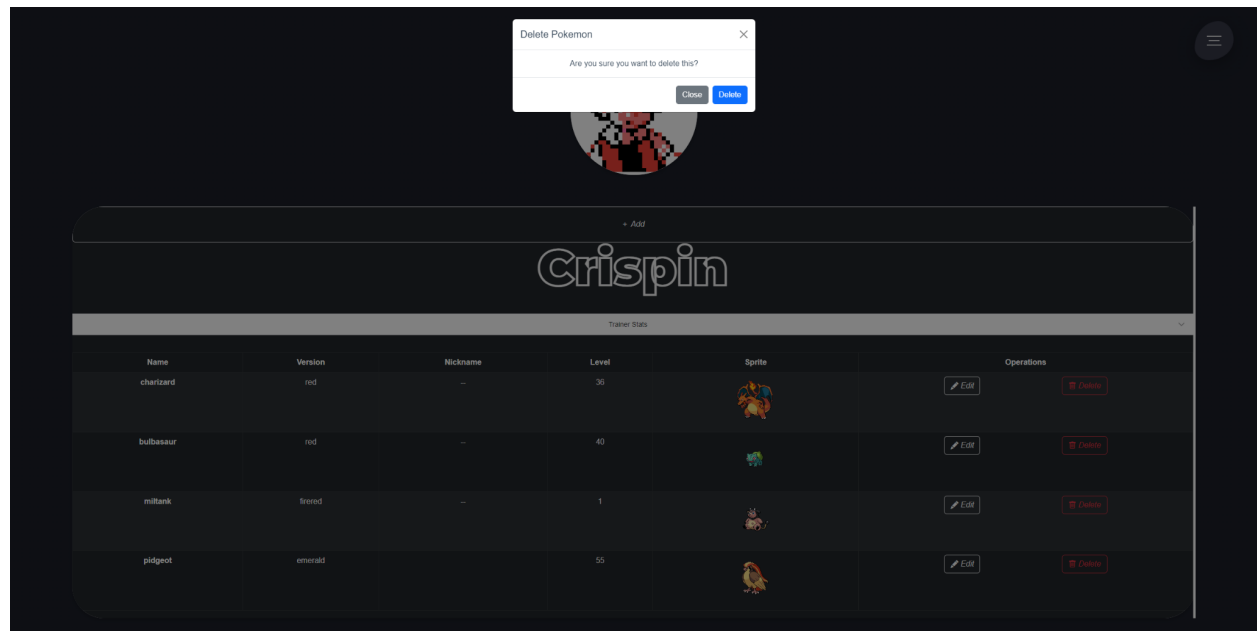 Delete Pokemon
Are you sure you want to delete this?
Close Delete
+ Add
Crispin
Trainer Stats
Name Version Nickname Level Sprite Operations
charizard red -- 36 Edit Delete
bulbasaur red -- 40 Edit Delete
miltank firered -- 1 Edit Delete
pidgeot emerald 55 Edit Delete